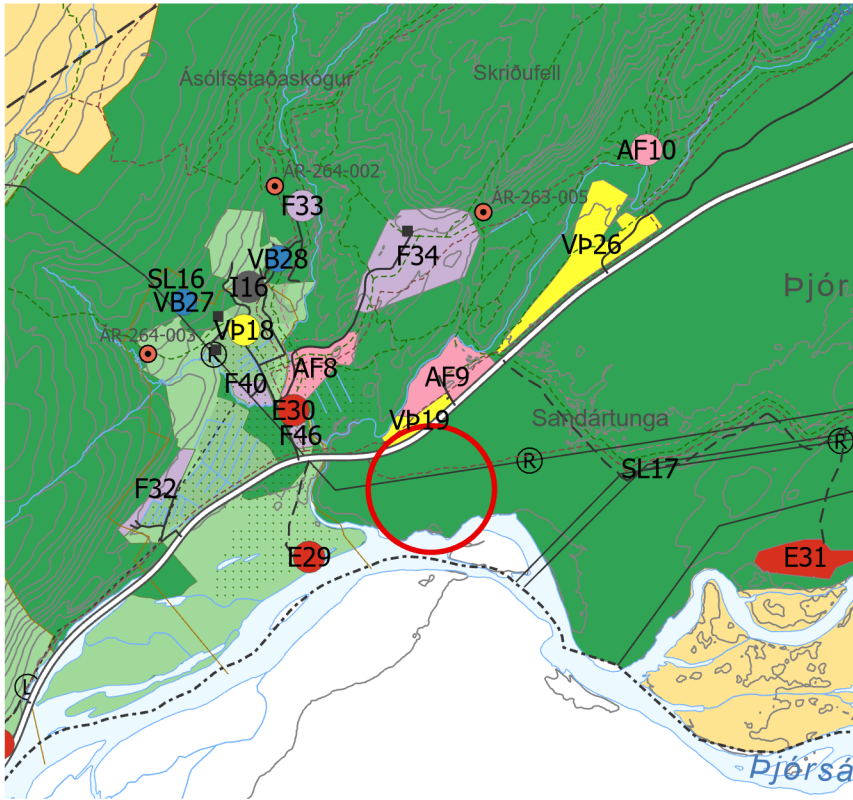 Ásólfsstaðaskógur
Skriðufell
AF10
ÁR-264-002
F33
ÁR-263-005
VÞ26
F34
VB28
SL16
I16
VB27
Þjór
VÞ18
ÁR-264-003
R
AF8
F40
AF9
E30
VÞ19
Sandártunga
F46
R
R
SL17
F32
E29
E31
L
Þjórsá